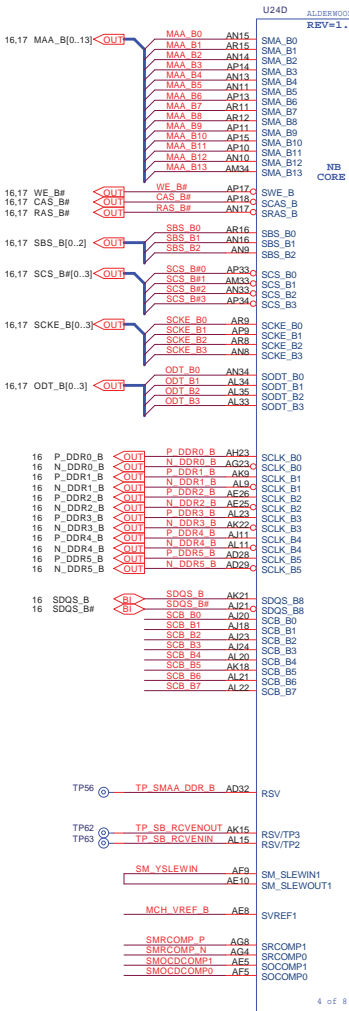 U24D ALDERWOOD
REV=1.
16,17 MAA_B[0..13] OUT MAA_B0 AN15 SMA_B0
MAA_B1 AR15 SMA_B1
MAA_B2 AN14 SMA_B2
MAA_B3 AP14 SMA_B3
MAA_B4 AN13 SMA_B4
MAA_B5 AN11 SMA_B5
MAA_B6 AP13 SMA_B6
MAA_B7 AR11 SMA_B7
MAA_B8 AR12 SMA_B8
MAA_B9 AP11 SMA_B9
MAA_B10 AP15 SMA_B10
MAA_B11 AP10 SMA_B11
MAA_B12 AN10 SMA_B12
MAA_B13 AM34 SMA_B13
NB
CORE
16,17 WE_B# OUT WE_B# AP17 SWE_B
16,17 CAS_B# OUT CAS_B# AP18 SCAS_B
16,17 RAS_B# OUT RAS_B# AN17 SRAS_B
16,17 SBS_B[0..2] OUT SBS_B0 AR16 SBS_B0
SBS_B1 AN16 SBS_B1
SBS_B2 AN9 SBS_B2
16,17 SCS_B#[0..3] OUT SCS_B#0 AP33 SCS_B0
SCS_B#1 AM33 SCS_B1
SCS_B#2 AN33 SCS_B2
SCS_B#3 AP34 SCS_B3
16,17 SCKE_B[0..3] OUT SCKE_B0 AR9 SCKE_B0
SCKE_B1 AP9 SCKE_B1
SCKE_B2 AR8 SCKE_B2
SCKE_B3 AN8 SCKE_B3
16,17 ODT_B[0..3] OUT ODT_B0 AN34 SODT_B0
ODT_B1 AL34 SODT_B1
ODT_B2 AL35 SODT_B2
ODT_B3 AL33 SODT_B3
16 P_DDR0_B OUT P_DDR0_B AH23 SCLK_B0
16 N_DDR0_B OUT N_DDR0_B AG23 SCLK_B0
16 P_DDR1_B OUT P_DDR1_B AK9 SCLK_B1
16 N_DDR1_B OUT N_DDR1_B AL9 SCLK_B1
16 P_DDR2_B OUT P_DDR2_B AE26 SCLK_B2
16 N_DDR2_B OUT N_DDR2_B AE25 SCLK_B2
16 P_DDR3_B OUT P_DDR3_B AL23 SCLK_B3
16 N_DDR3_B OUT N_DDR3_B AK22 SCLK_B3
16 P_DDR4_B OUT P_DDR4_B AJ11 SCLK_B4
16 N_DDR4_B OUT N_DDR4_B AL11 SCLK_B4
16 P_DDR5_B OUT P_DDR5_B AD28 SCLK_B5
16 N_DDR5_B OUT N_DDR5_B AD29 SCLK_B5
16 SDQS_B BI SDQS_B AK21 SDQS_B8
16 SDQS_B# BI SDQS_B# AJ21 SDQS_B8
SCB_B0 AJ20 SCB_B0
SCB_B1 AJ18 SCB_B1
SCB_B2 AJ23 SCB_B2
SCB_B3 AJ24 SCB_B3
SCB_B4 AL20 SCB_B4
SCB_B5 AK18 SCB_B5
SCB_B6 AL21 SCB_B6
SCB_B7 AL22 SCB_B7
TP56 TP_SMAA_DDR_B AD32 RSV
TP62 TP_SB_RCVENOUT AK15 RSV/TP3
TP63 TP_SB_RCVENIN AL15 RSV/TP2
SM_YSLEWIN AF9 SM_SLEWIN1
AE10 SM_SLEWOUT1
MCH_VREF_B AE8 SVREF1
SMRCOMP_P AG8 SRCOMP1
SMRCOMP_N AG4 SRCOMP0
SMOCDCOMP1 AE5 SOCOMP1
SMOCDCOMP0 AF5 SOCOMP0
4 of 8